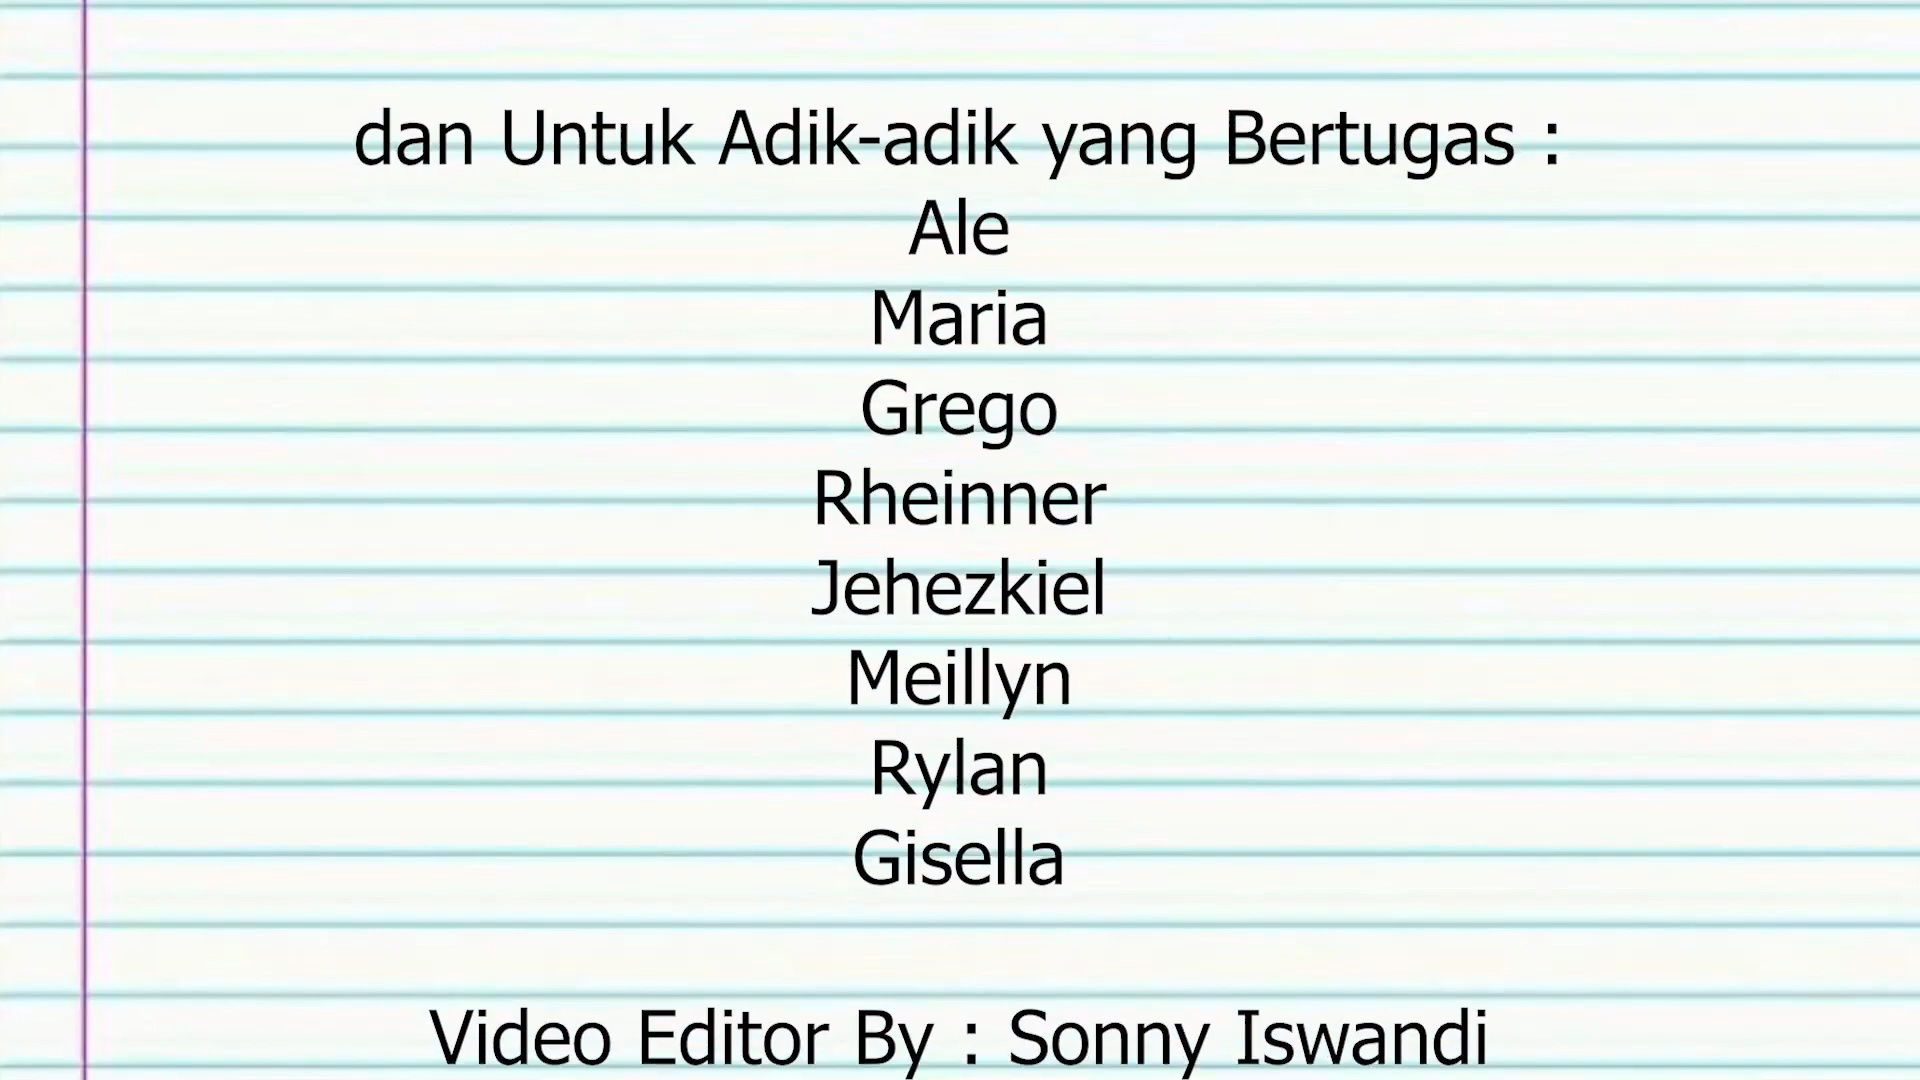 dan Untuk Adik-adik yang Bertugas :
Ale
Maria
Grego
Rheinner
Jehezkiel
Meillyn
Rylan
Gisella
Video Editor By : Sonny Iswandi